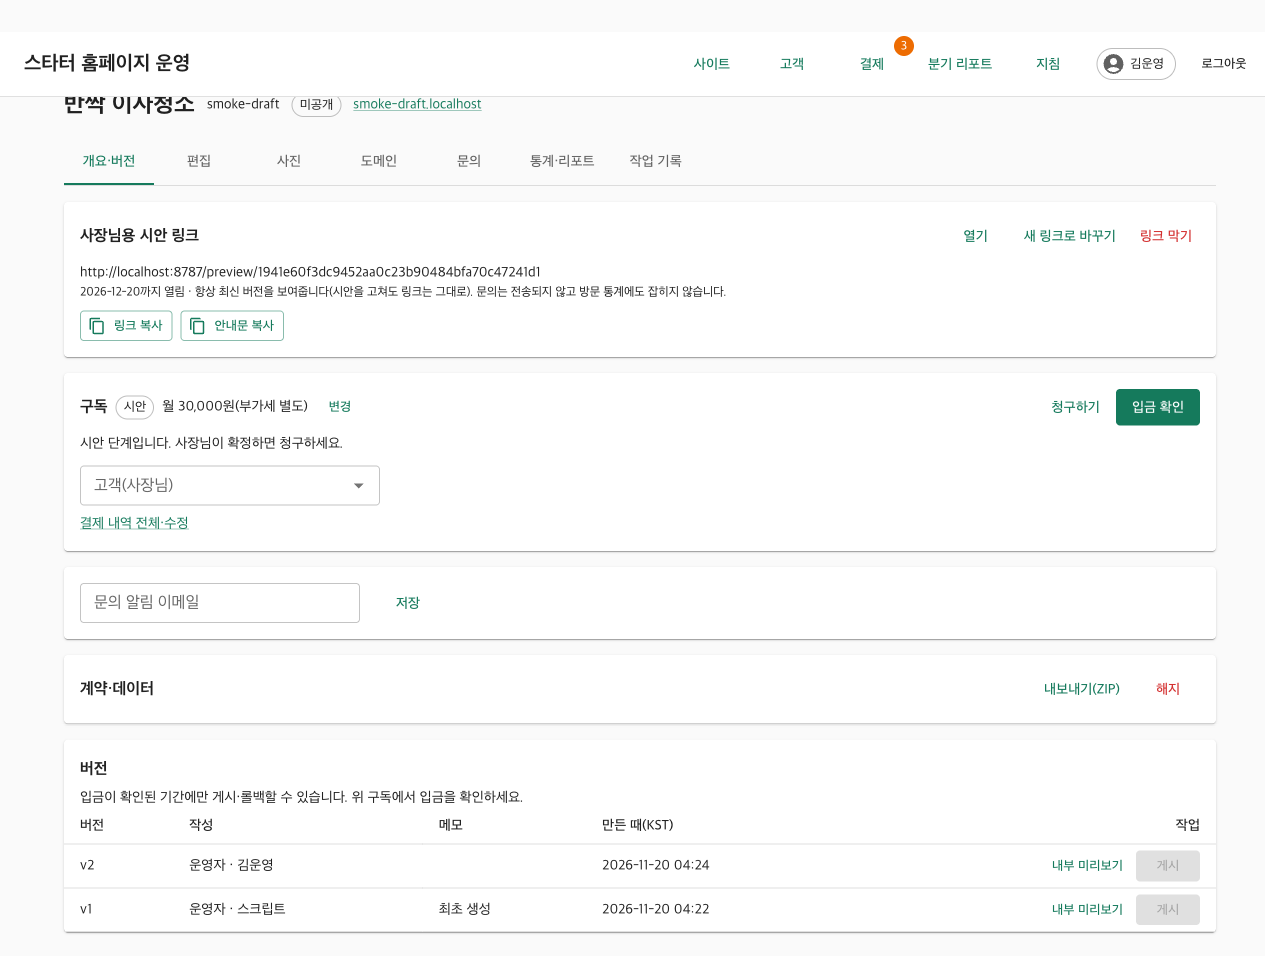 스타터 홈페이지 운영
사이트
고객
결제
3
분기 리포트
지침
김운영
로그아웃
반짝 이사청소 smoke-draft 미공개 smoke-draft.localhost
개요·버전
편집
사진
도메인
문의
통계·리포트
작업 기록
사장님용 시안 링크
열기
새 링크로 바꾸기
링크 막기
http://localhost:8787/preview/1941e60f3dc9452aa0c23b90484bfa70c47241d1
2026-12-20까지 열림 · 항상 최신 버전을 보여줍니다(시안을 고쳐도 링크는 그대로). 문의는 전송되지 않고 방문 통계에도 잡히지 않습니다.
링크 복사
안내문 복사
구독 시안 월 30,000원(부가세 별도) 변경
청구하기
입금 확인
시안 단계입니다. 사장님이 확정하면 청구하세요.
고객(사장님)
결제 내역 전체·수정
문의 알림 이메일
저장
계약·데이터
내보내기(ZIP)
해지
버전
입금이 확인된 기간에만 게시·롤백할 수 있습니다. 위 구독에서 입금을 확인하세요.
버전 작성 메모 만든 때(KST) 작업
v2 운영자 · 김운영 2026-11-20 04:24 내부 미리보기 게시
v1 운영자 · 스크립트 최초 생성 2026-11-20 04:22 내부 미리보기 게시